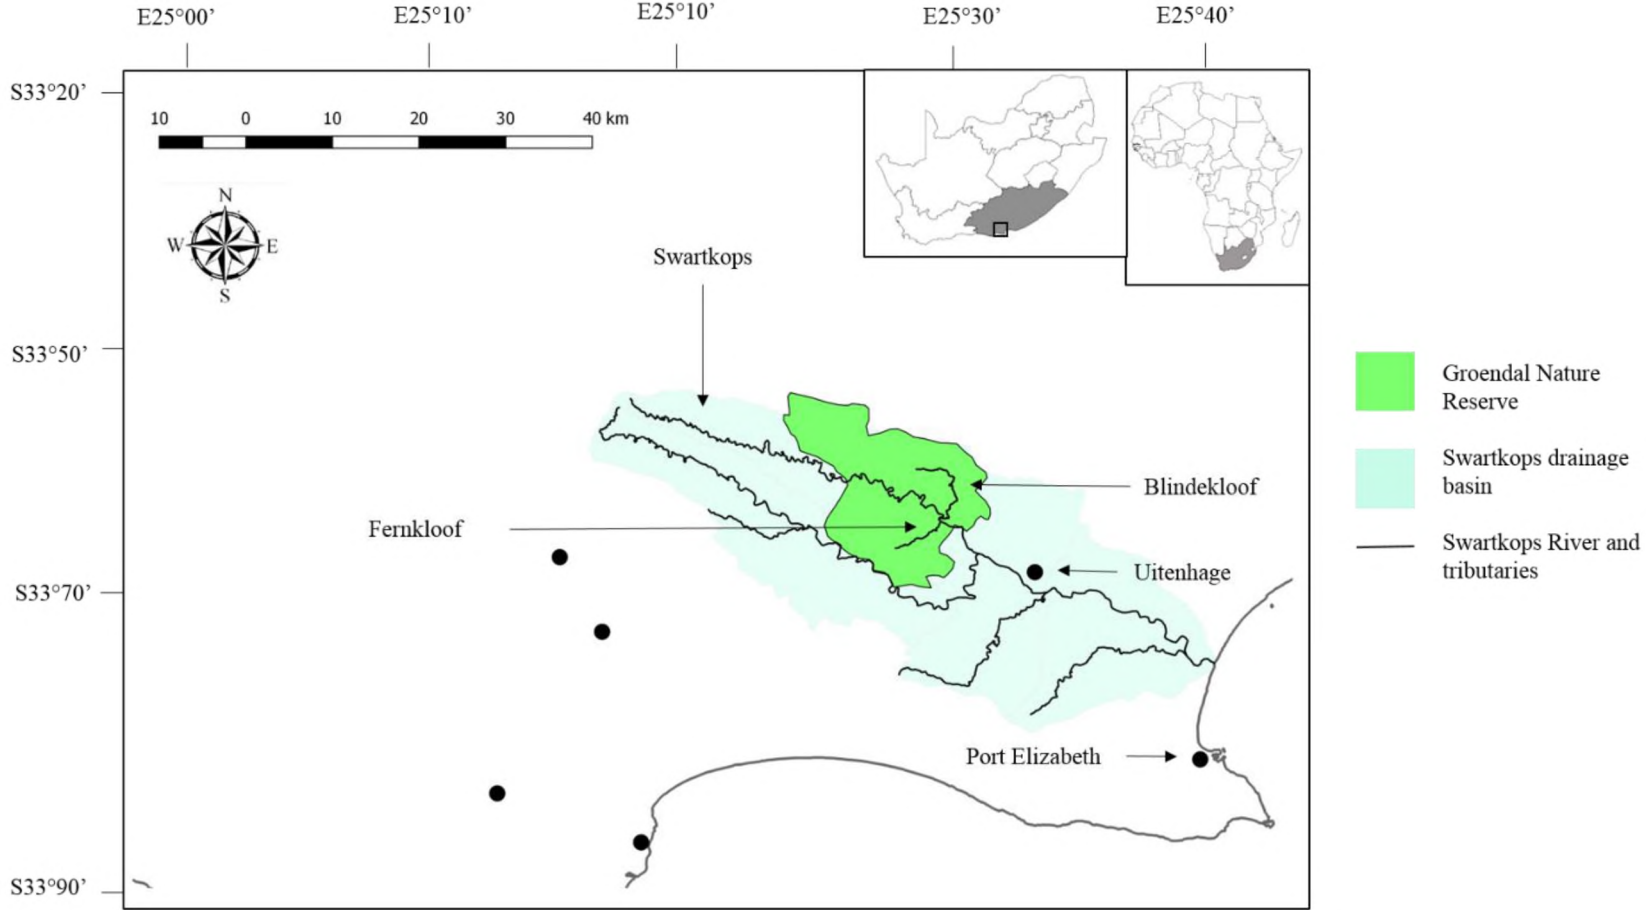 E25°00’ E25°10’ E25°10’ E25°30’ E25°40’
S33°20’
10 0 10 20 30 40 km
N
W E
S
Swartkops
S33°50’
Groendal Nature
Reserve
Swartkops drainage
basin
Blindekloof
Fernkloof
Swartkops River and
tributaries
Uitenhage
S33°70’
Port Elizabeth
S33°90’